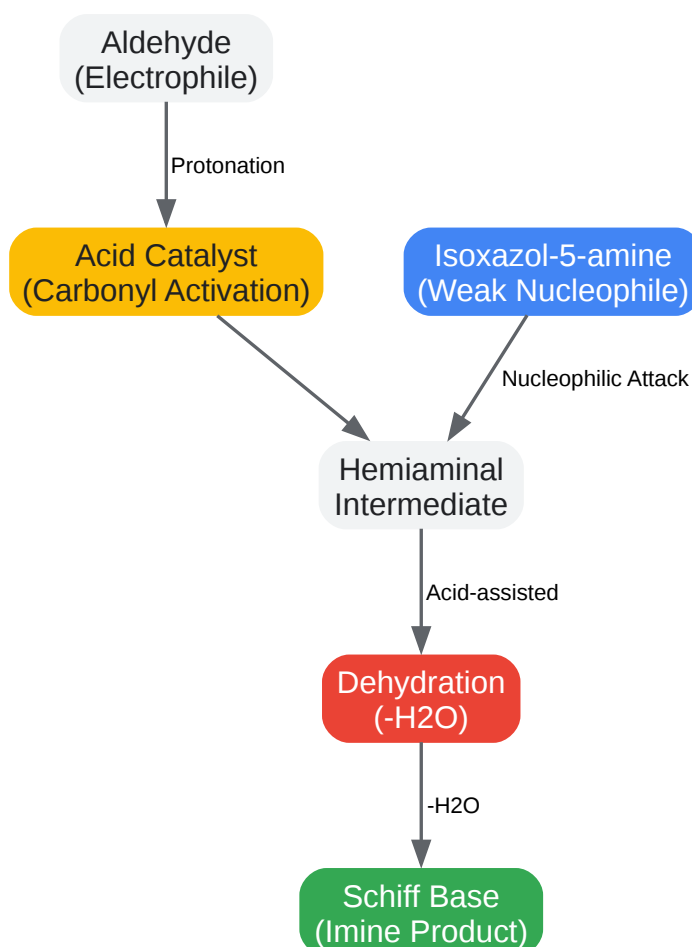 Aldehyde
(Electrophile)
Protonation
Acid Catalyst
(Carbonyl Activation)
Isoxazol-5-amine
(Weak Nucleophile)
Nucleophilic Attack
Hemiaminal
Intermediate
Acid-assisted
Dehydration
(-H2O)
-H2O
Schiff Base
(Imine Product)